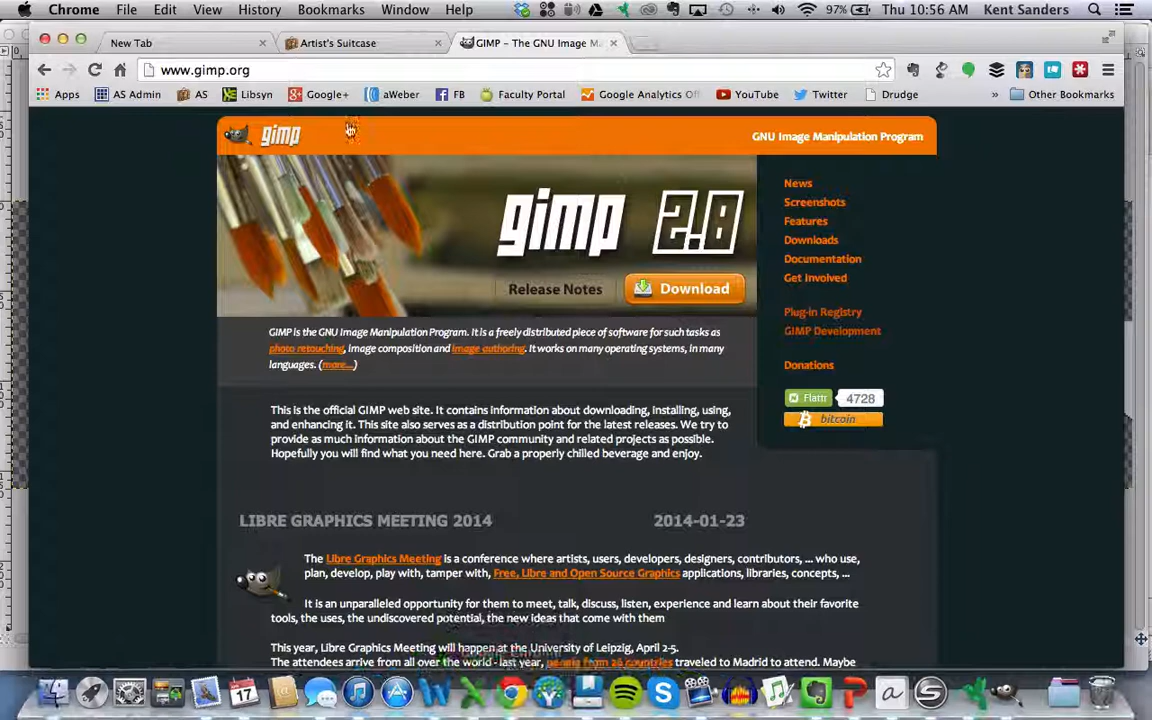 Chrome File Edit View History Bookmarks Window Help 97% Thu 10:56 AM Kent Sanders
New Tab Artist's Suitcase GIMP – The GNU Image M
www.gimp.org
Apps AS Admin AS Libsyn Google+ aWeber FB Faculty Portal Google Analytics Of YouTube Twitter Drudge » Other Bookmarks
gimp GNU Image Manipulation Program
gimp 2.8
Release Notes Download
News
Screenshots
Features
Downloads
Documentation
Get Involved
Plug-in Registry
GIMP Development
Donations
Flattr 4728
bitcoin
GIMP is the GNU Image Manipulation Program. It is a freely distributed piece of software for such tasks as
photo retouching, image composition and image authoring. It works on many operating systems, in many
languages. (more...)
This is the official GIMP web site. It contains information about downloading, installing, using,
and enhancing it. This site also serves as a distribution point for the latest releases. We try to
provide as much information about the GIMP community and related projects as possible.
Hopefully you will find what you need here. Grab a properly chilled beverage and enjoy.
LIBRE GRAPHICS MEETING 2014 2014-01-23
The Libre Graphics Meeting is a conference where artists, users, developers, designers, contributors, ... who use,
plan, develop, play with, tamper with, Free, Libre and Open Source Graphics applications, libraries, concepts, ...
It is an unparalleled opportunity for them to meet, talk, discuss, listen, experience and learn about their favorite
tools, the uses, the undiscovered potential, the new ideas that come with them
This year, Libre Graphics Meeting will happen at the University of Leipzig, April 2-5.
The attendees arrive from all over the world - last year, people from 26 countries traveled to Madrid to attend. Maybe
17